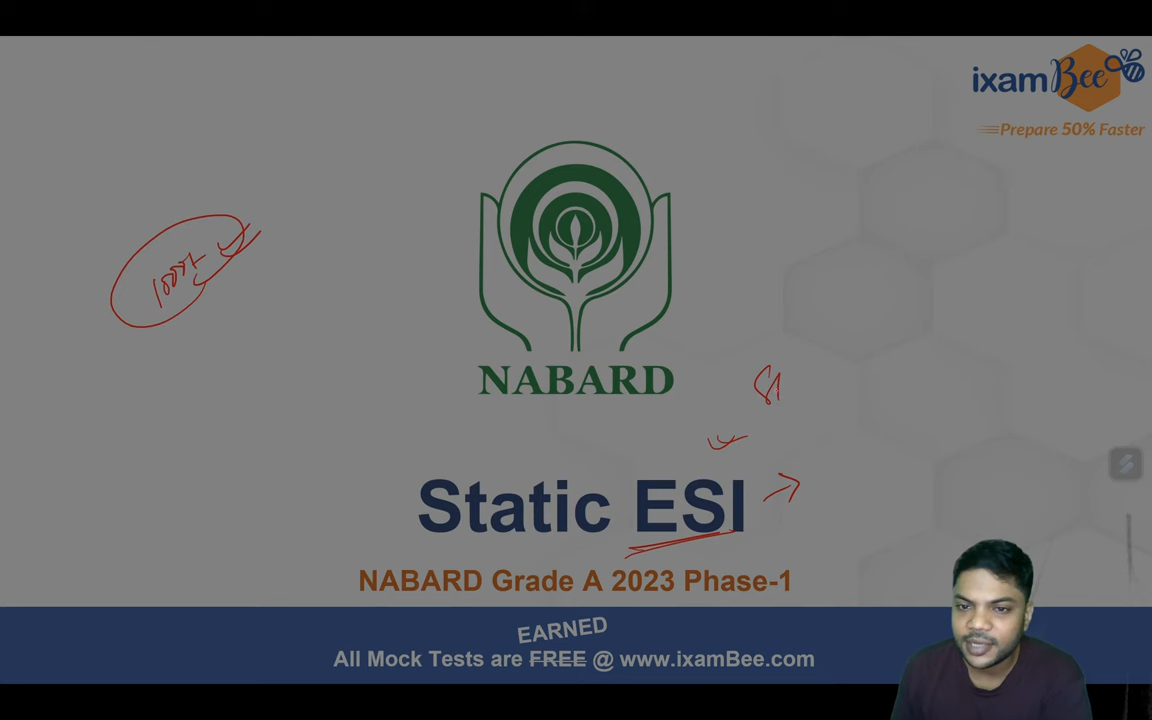 ixamBee
Prepare 50% Faster
NABARD
Static ESI
NABARD Grade A 2023 Phase-1
EARNED
All Mock Tests are FREE @ www.ixamBee.com